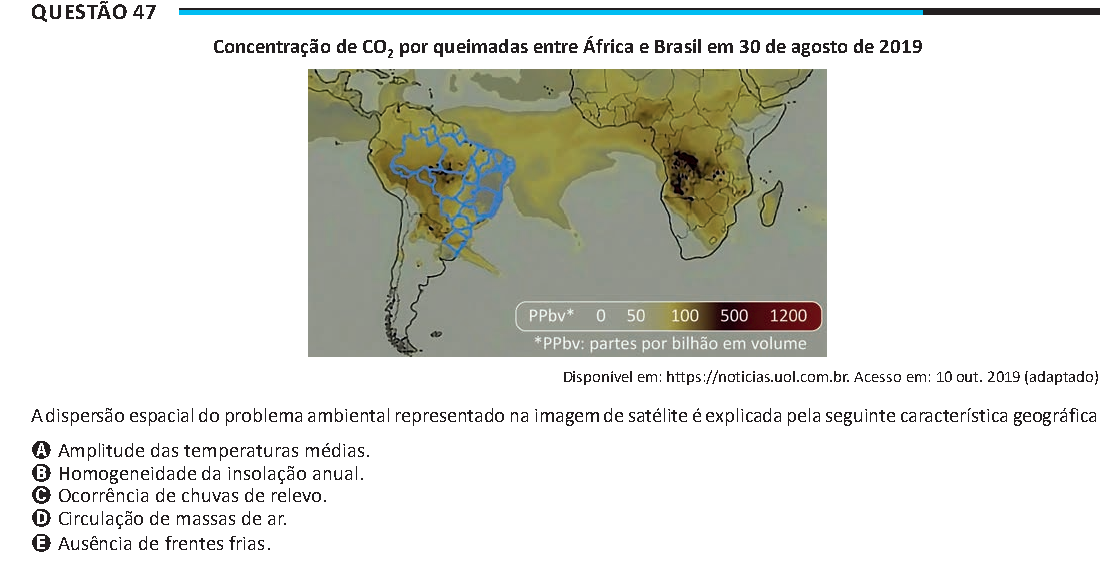 QUESTÃO 47
Concentração de CO₂ por queimadas entre África e Brasil em 30 de agosto de 2019
PPbv* 0 50 100 500 1200
*PPbv: partes por bilhão em volume
Disponível em: https://noticias.uol.com.br. Acesso em: 10 out. 2019 (adaptado)
A dispersão espacial do problema ambiental representado na imagem de satélite é explicada pela seguinte característica geográfica
A Amplitude das temperaturas médias.
B Homogeneidade da insolação anual.
C Ocorrência de chuvas de relevo.
D Circulação de massas de ar.
E Ausência de frentes frias.